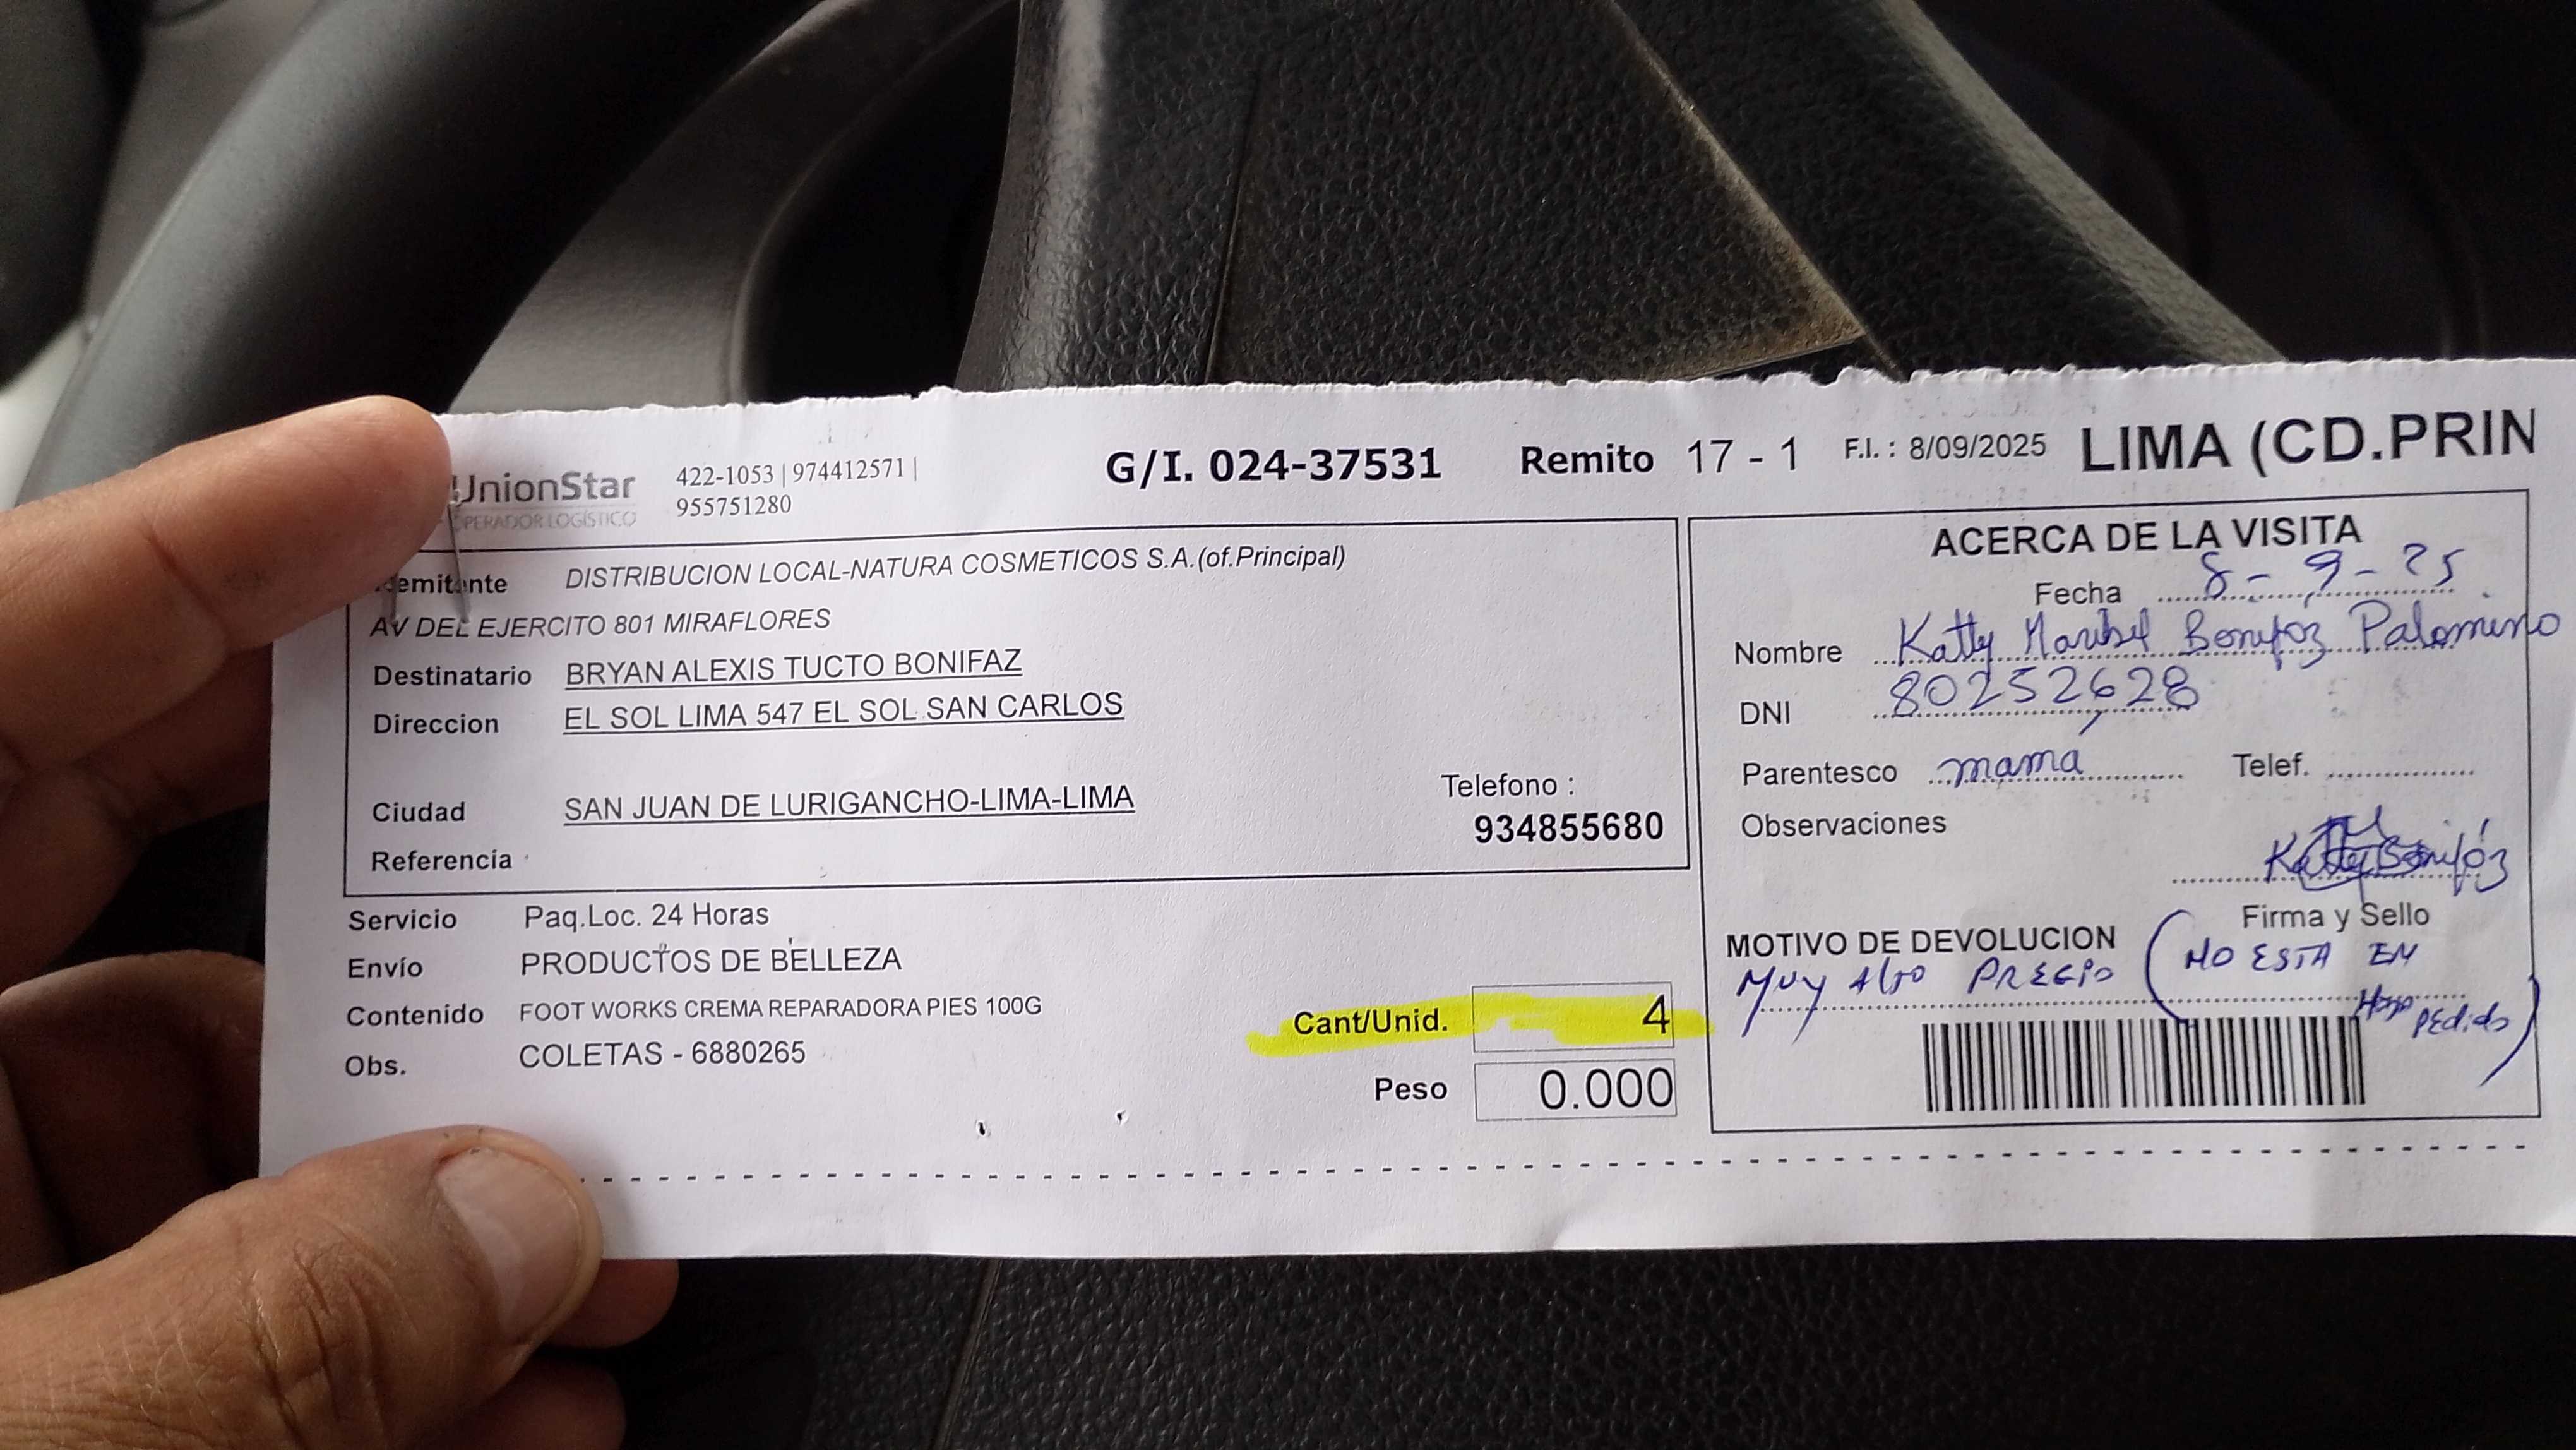 UnionStar
OPERADOR LOGÍSTICO
422-1053 | 974412571 |
955751280
G/I. 024-37531
Remito 17 - 1
F.I. : 8/09/2025
LIMA (CD.PRIN
Remitente DISTRIBUCION LOCAL-NATURA COSMETICOS S.A.(of.Principal)
AV DEL EJERCITO 801 MIRAFLORES
Destinatario BRYAN ALEXIS TUCTO BONIFAZ
Direccion EL SOL LIMA 547 EL SOL SAN CARLOS
Ciudad SAN JUAN DE LURIGANCHO-LIMA-LIMA
Telefono :
934855680
Referencia
Servicio Paq.Loc. 24 Horas
Envío PRODUCTOS DE BELLEZA
Contenido FOOT WORKS CREMA REPARADORA PIES 100G
Obs. COLETAS - 6880265
Cant/Unid. 4
Peso 0.000
ACERCA DE LA VISITA
Fecha 8-9-25
Nombre Katty Maribel Bonifaz Palomino
DNI 80252628
Parentesco mamá Telef.
Observaciones
Katty Bonifáz
Firma y Sello
MOTIVO DE DEVOLUCION
MUY Alto PRECIO (NO ESTA EN
Hoja PEdido)